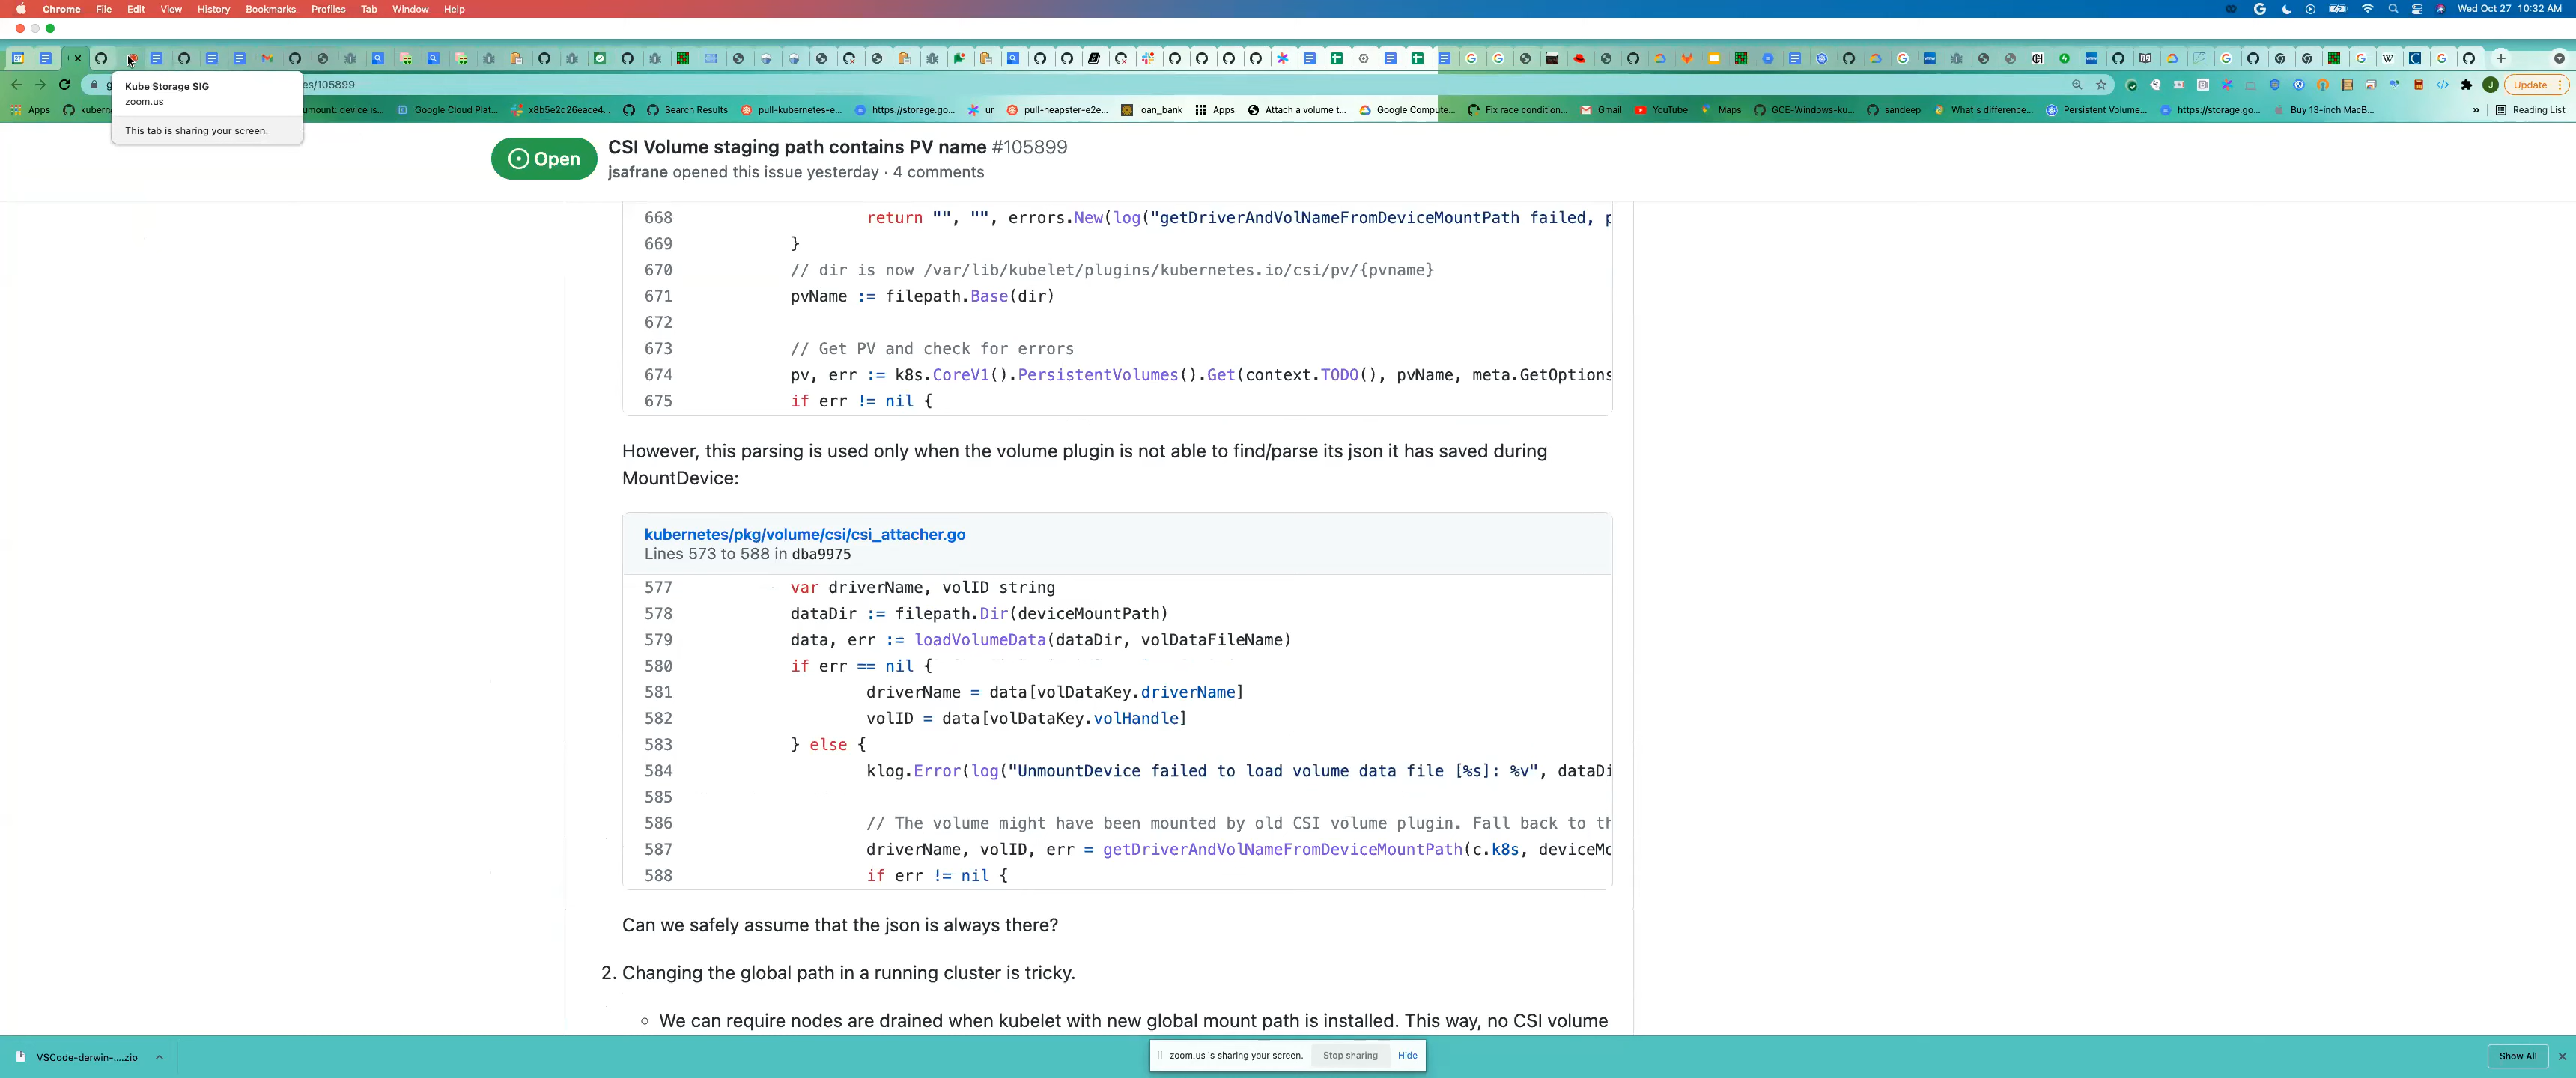 Chrome File Edit View History Bookmarks Profiles Tab Window Help
Wed Oct 27 10:32 AM
es/105899
Update
Kube Storage SIG
zoom.us
This tab is sharing your screen.
Apps
kubern
umount: device is...
Google Cloud Plat...
x8b5e2d26eace4...
Search Results
pull-kubernetes-e...
https://storage.go...
ur
pull-heapster-e2e...
loan_bank
Apps
Attach a volume t...
Google Compute...
Fix race condition...
Gmail
YouTube
Maps
GCE-Windows-ku...
sandeep
What's difference...
Persistent Volume...
https://storage.go...
Buy 13-inch MacB...
»
Reading List
Open
CSI Volume staging path contains PV name #105899
jsafrane opened this issue yesterday · 4 comments
668 return "", "", errors.New(log("getDriverAndVolNameFromDeviceMountPath failed, p
669 }
670 // dir is now /var/lib/kubelet/plugins/kubernetes.io/csi/pv/{pvname}
671 pvName := filepath.Base(dir)
672
673 // Get PV and check for errors
674 pv, err := k8s.CoreV1().PersistentVolumes().Get(context.TODO(), pvName, meta.GetOptions
675 if err != nil {
However, this parsing is used only when the volume plugin is not able to find/parse its json it has saved during
MountDevice:
kubernetes/pkg/volume/csi/csi_attacher.go
Lines 573 to 588 in dba9975
577 var driverName, volID string
578 dataDir := filepath.Dir(deviceMountPath)
579 data, err := loadVolumeData(dataDir, volDataFileName)
580 if err == nil {
581 driverName = data[volDataKey.driverName]
582 volID = data[volDataKey.volHandle]
583 } else {
584 klog.Error(log("UnmountDevice failed to load volume data file [%s]: %v", dataDi
585
586 // The volume might have been mounted by old CSI volume plugin. Fall back to th
587 driverName, volID, err = getDriverAndVolNameFromDeviceMountPath(c.k8s, deviceMo
588 if err != nil {
Can we safely assume that the json is always there?
2. Changing the global path in a running cluster is tricky.
○ We can require nodes are drained when kubelet with new global mount path is installed. This way, no CSI volume
VSCode-darwin-....zip
zoom.us is sharing your screen. Stop sharing Hide
Show All